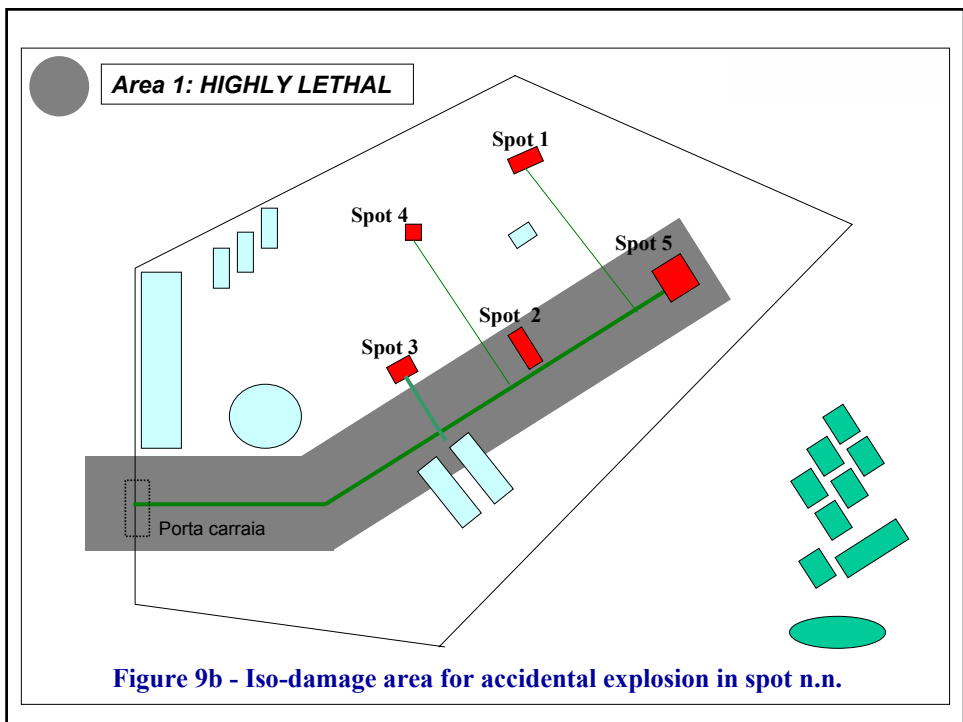 Area 1: HIGHLY LETHAL
Spot 1
Spot 4
Spot 5
Spot 2
Spot 3
Porta carraia
Figure 9b - Iso-damage area for accidental explosion in spot n.n.